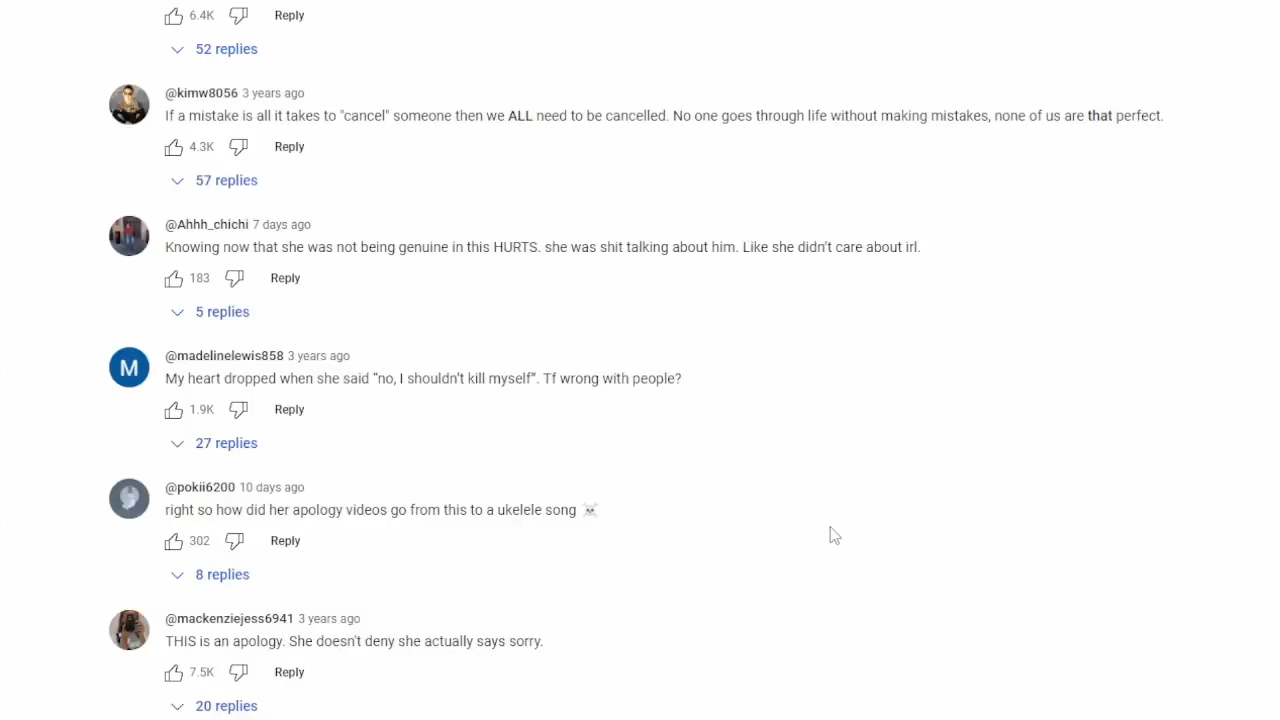 6.4K Reply
52 replies
@kimw8056 3 years ago
If a mistake is all it takes to "cancel" someone then we ALL need to be cancelled. No one goes through life without making mistakes, none of us are that perfect.
4.3K Reply
57 replies
@Ahhh_chichi 7 days ago
Knowing now that she was not being genuine in this HURTS. she was shit talking about him. Like she didn't care about irl.
183 Reply
5 replies
M
@madelinelewis858 3 years ago
My heart dropped when she said “no, I shouldn't kill myself”. Tf wrong with people?
1.9K Reply
27 replies
@pokii6200 10 days ago
right so how did her apology videos go from this to a ukelele song ☠️
302 Reply
8 replies
@mackenziejess6941 3 years ago
THIS is an apology. She doesn't deny she actually says sorry.
7.5K Reply
20 replies